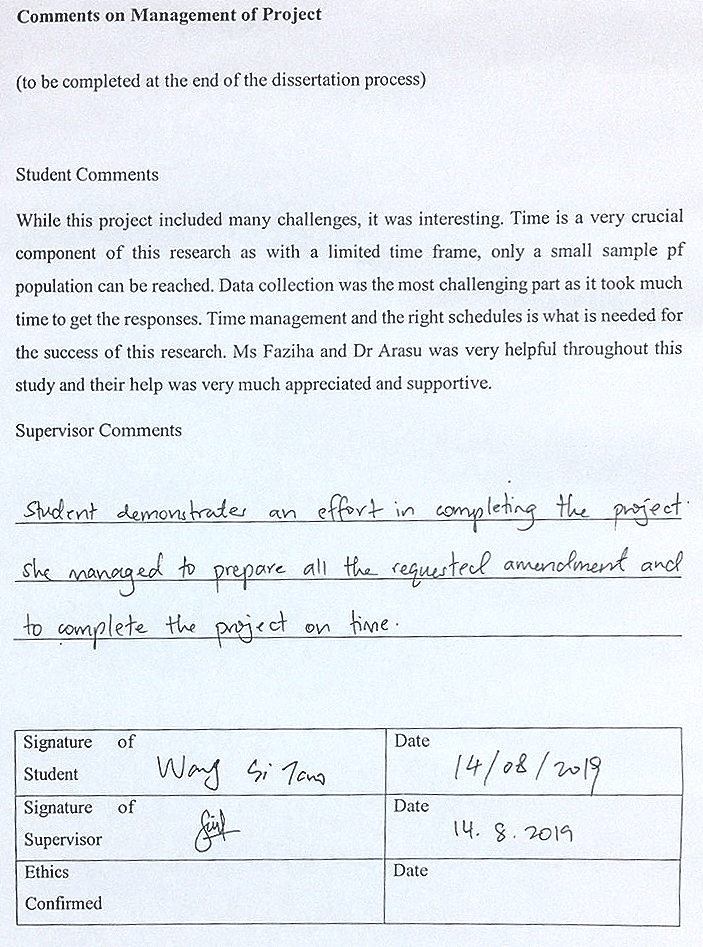 Comments on Management of Project
(to be completed at the end of the dissertation process)
Student Comments
While this project included many challenges, it was interesting. Time is a very crucial
component of this research as with a limited time frame, only a small sample pf
population can be reached. Data collection was the most challenging part as it took much
time to get the responses. Time management and the right schedules is what is needed for
the success of this research. Ms Faziha and Dr Arasu was very helpful throughout this
study and their help was very much appreciated and supportive.
Supervisor Comments
Student demonstrates an effort in completing the project.
She managed to prepare all the requested amendment and
to complete the project on time.
Signature of
Student
Si
Date
14/08/2019
Signature of
Supervisor
Date
14. 8. 2019
Ethics
Confirmed
Date